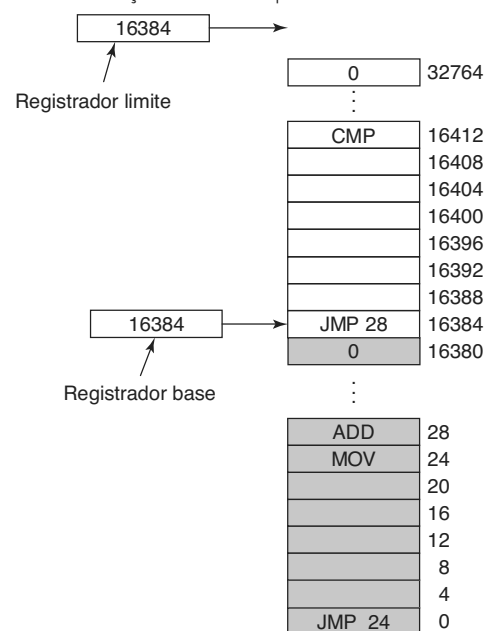 16384
Registrador limite
0 32764
CMP 16412
16408
16404
16400
16396
16392
16388
16384 JMP 28 16384
0 16380
Registrador base
ADD 28
MOV 24
20
16
12
8
4
JMP 24 0